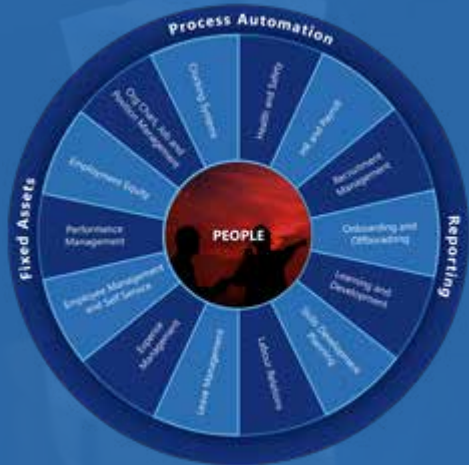 Process Automation
Health and Safety
HR and Payroll
Recruitment
Management
Onboarding and
Offboarding
Learning and
Development
Skills Development
Planning
Labour Relations
Leave Management
Expense
Management
Employee Management
and Self Service
Performance
Management
Employment Equity
Org Chart, Job and
Position Management
Clocking Systems
PEOPLE
Fixed Assets
Reporting